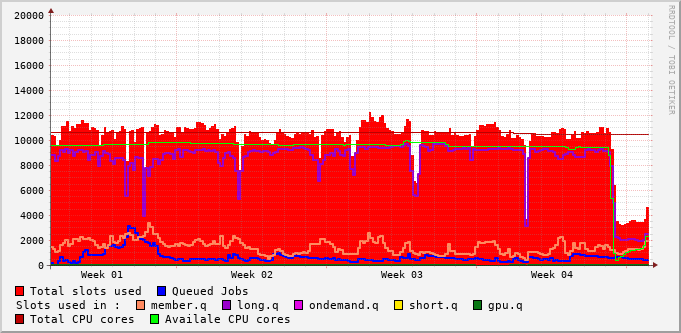 RRDTOOL / TOBI OETIKER
20000
18000
16000
14000
12000
10000
8000
6000
4000
2000
0
Week 01 Week 02 Week 03 Week 04
Total slots used Queued Jobs
Slots used in : member.q long.q ondemand.q short.q gpu.q
Total CPU cores Availale CPU cores